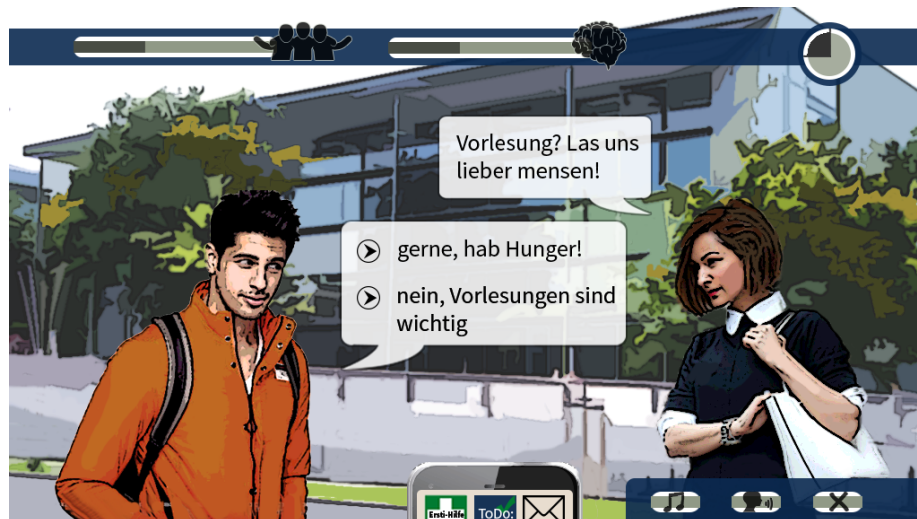 Vorlesung? Las uns
lieber mensen!
gerne, hab Hunger!
nein, Vorlesungen sind
wichtig
Ersti-Hilfe
ToDo: